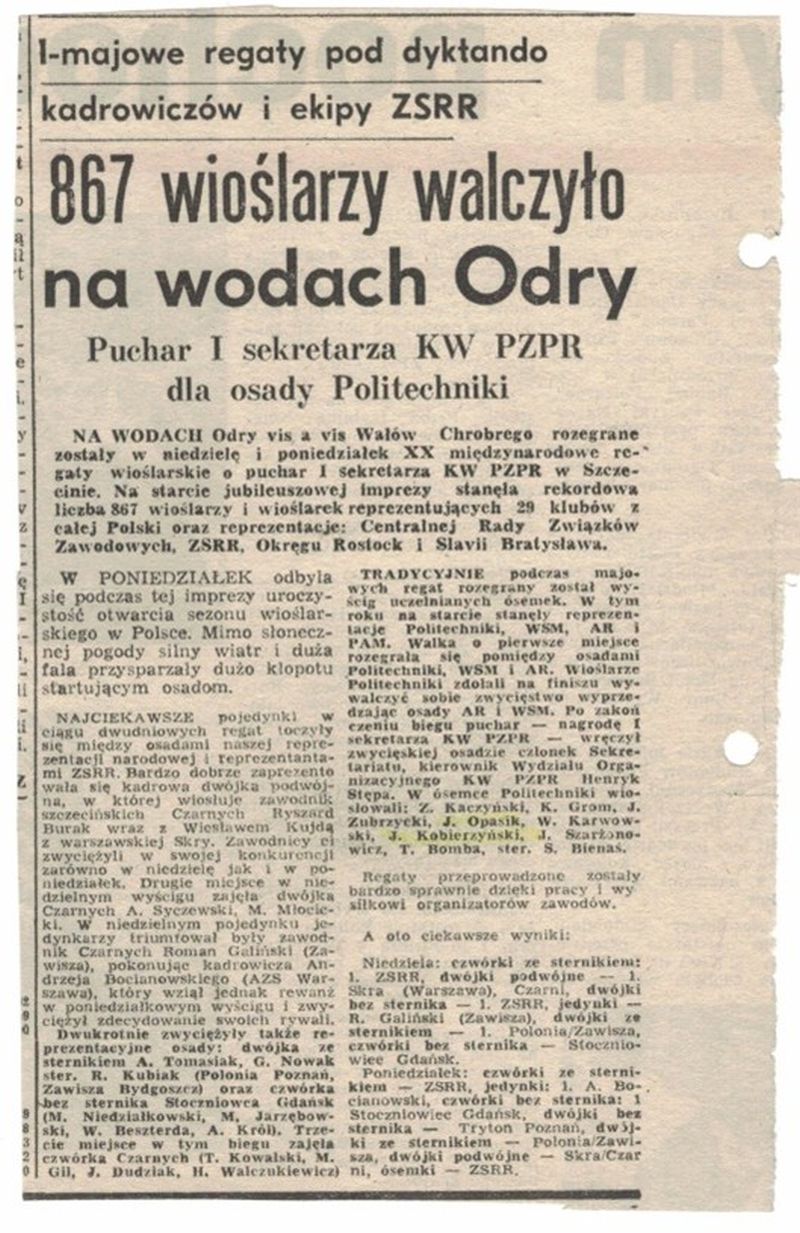 I-majowe regaty pod dyktando
kadrowiczów i ekipy ZSRR
867 wioślarzy walczyło
na wodach Odry
Puchar I sekretarza KW PZPR
dla osady Politechniki
NA WODACH Odry vis a vis Wałów Chrobrego rozegrane
zostały w niedzielę i poniedziałek XX międzynarodowe re-
gaty wioślarskie o puchar I sekretarza KW PZPR w Szcze-
cinie. Na starcie jubileuszowej imprezy stanęła rekordowa
liczba 867 wioślarzy i wioślarek reprezentujących 29 klubów z
całej Polski oraz reprezentacje: Centralnej Rady Związków
Zawodowych, ZSRR, Okręgu Rostock i Slavii Bratysława.
W PONIEDZIAŁEK odbyła
się podczas tej imprezy uroczy-
stość otwarcia sezonu wioślar-
skiego w Polsce. Mimo słonecz-
nej pogody silny wiatr i duża
fala przysparzały dużo kłopotu
startującym osadom.
NAJCIEKAWSZE pojedynki w
ciągu dwudniowych regat toczyły
się między osadami naszej repre-
zentacji narodowej i reprezentanta-
mi ZSRR. Bardzo dobrze zaprezento
wała się kadrowa dwójka podwój-
na, w której wiosłuje zawodnik
szczecińskich Czarnych Ryszard
Burak wraz z Wiesławem Kujdą
z warszawskiej Skry. Zawodnicy ci
zwyciężyli w swojej konkurencji
zarówno w niedzielę jak i w po-
niedziałek. Drugie miejsce w nie-
dzielnym wyścigu zajęła dwójka
Czarnych A. Syczewski, M. Młocic-
ki. W niedzielnym pojedynku je-
dynkarzy triumfował były zawod-
nik Czarnych Roman Galiński (Za-
wisza), pokonując kadrowicza An-
drzeja Bocianowskiego (AZS War-
szawa), który wziął jednak rewanż
w poniedziałkowym wyścigu i zwy-
ciężył zdecydowanie swoich rywali.
Dwukrotnie zwyciężyły także re-
prezentacyjne osady: dwójka ze
sternikiem A. Tomasiak, G. Nowak
ster. R. Kubiak (Polonia Poznań,
Zawisza Bydgoszcz) oraz czwórka
bez sternika Stoczniowca Gdańsk
(M. Niedziałkowski, M. Jarzębow-
ski, W. Beszterda, A. Król). Trze-
cie miejsce w tym biegu zajęła
czwórka Czarnych (T. Kowalski, M.
Gil, J. Dudziak, H. Walczukiewicz)
TRADYCYJNIE podczas majo-
wych regat rozegrany został wy-
ścig uczelnianych ósemek. W tym
roku na starcie stanęły reprezen-
tacje Politechniki, WSM, AR i
PAM. Walka o pierwsze miejsce
rozegrała się pomiędzy osadami
Politechniki, WSM i AR. Wioślarze
Politechniki zdołali na finiszu wy-
walczyć sobie zwycięstwo wyprze-
dzając osady AR i WSM. Po zakoń
czeniu biegu puchar — nagrodę I
sekretarza KW PZPR — wręczył
zwycięskiej osadzie członek Sekre-
tariatu, kierownik Wydziału Orga-
nizacyjnego KW PZPR Henryk
Stępa. W ósemce Politechniki wio-
słowali: Z. Kaczyński, K. Grom, J.
Zubrzycki, J. Opasik, W. Karwow-
ski, J. Kobierzyński, J. Szarżono-
wicz, T. Bomba, ster. S. Bienaś.
Regaty przeprowadzone zostały
bardzo sprawnie dzięki pracy i wy
siłkowi organizatorów zawodów.
A oto ciekawsze wyniki:
Niedziela: czwórki ze sternikiem:
1. ZSRR, dwójki podwójne — 1.
Skra (Warszawa), Czarni, dwójki
bez sternika — 1. ZSRR, jedynki —
R. Galiński (Zawisza), dwójki ze
sternikiem — 1. Polonia/Zawisza,
czwórki bez sternika — Stocznio-
wiec Gdańsk.
Poniedziałek: czwórki ze sterni-
kiem — ZSRR, jedynki: 1. A. Bo-
cianowski, czwórki bez sternika: 1
Stoczniowiec Gdańsk, dwójki bez
sternika — Tryton Poznań, dwój-
ki ze sternikiem — Polonia/Zawi-
sza, dwójki podwójne — Skra/Czar
ni, ósemki — ZSRR.